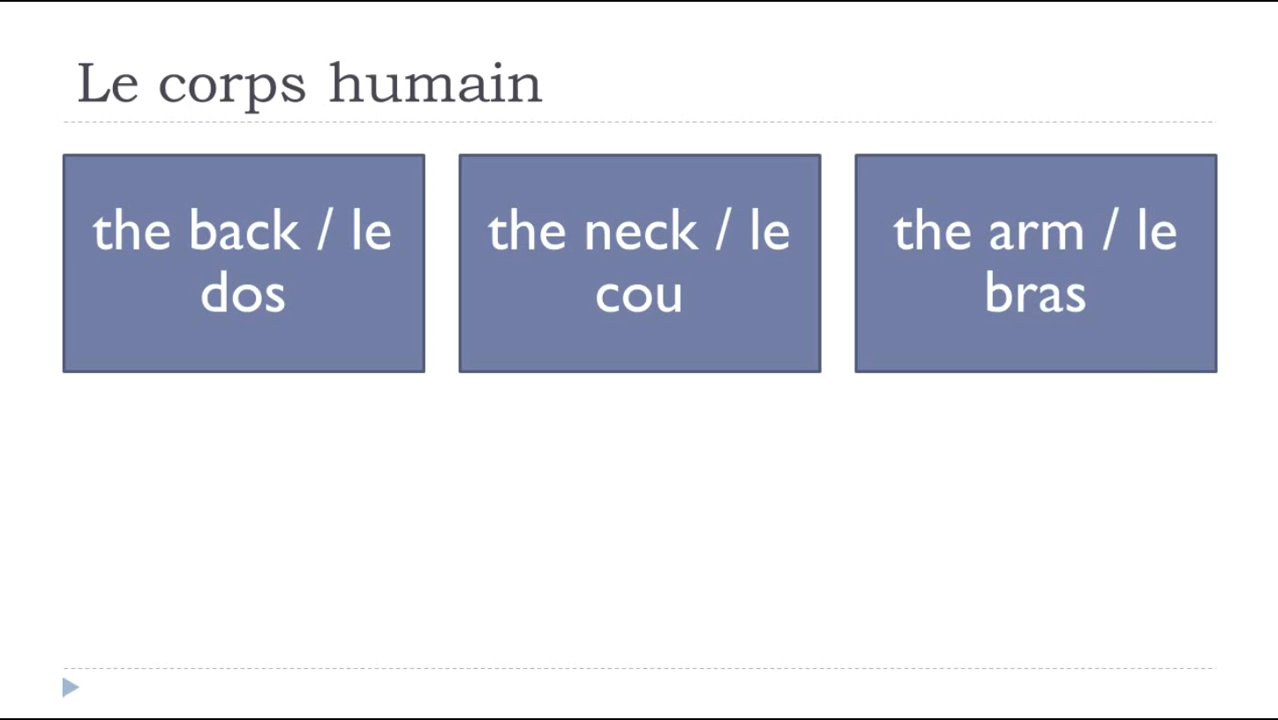 Le corps humain
the back / le
dos
the neck / le
cou
the arm / le
bras